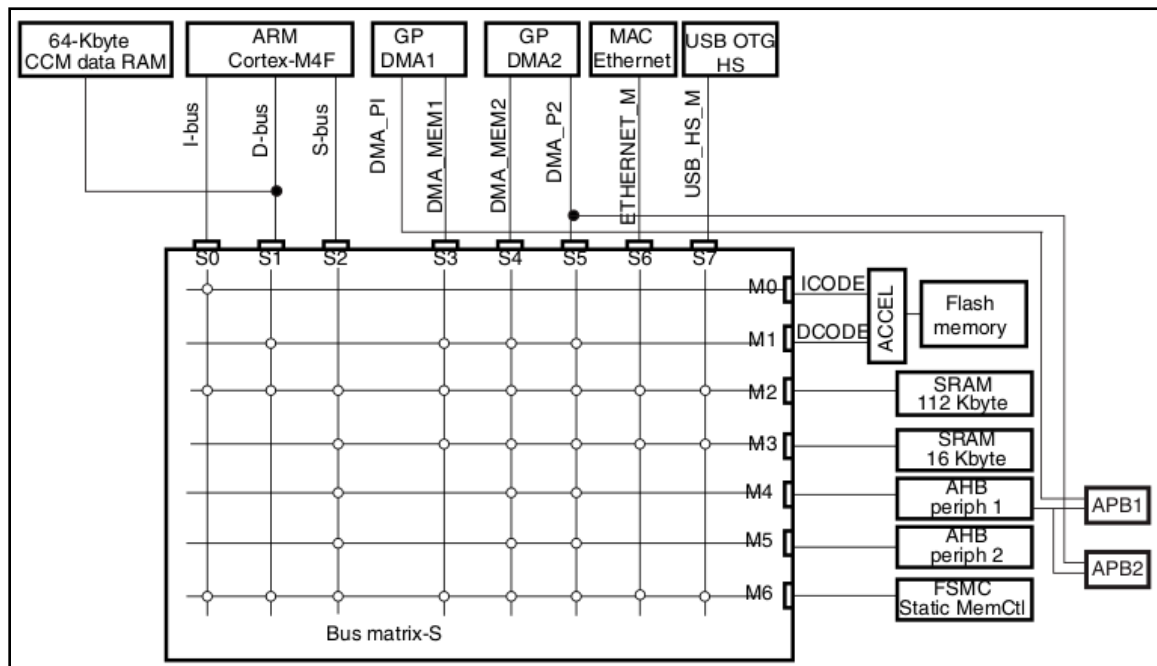 64-Kbyte
CCM data RAM
ARM
Cortex-M4F
GP
DMA1
GP
DMA2
MAC
Ethernet
USB OTG
HS
I-bus
D-bus
S-bus
DMA_PI
DMA_MEM1
DMA_MEM2
DMA_P2
ETHERNET_M
USB_HS_M
S0
S1
S2
S3
S4
S5
S6
S7
M0
ICODE
M1
DCODE
ACCEL
Flash
memory
M2
SRAM
112 Kbyte
M3
SRAM
16 Kbyte
M4
AHB
periph 1
APB1
M5
AHB
periph 2
APB2
M6
FSMC
Static MemCtl
Bus matrix-S